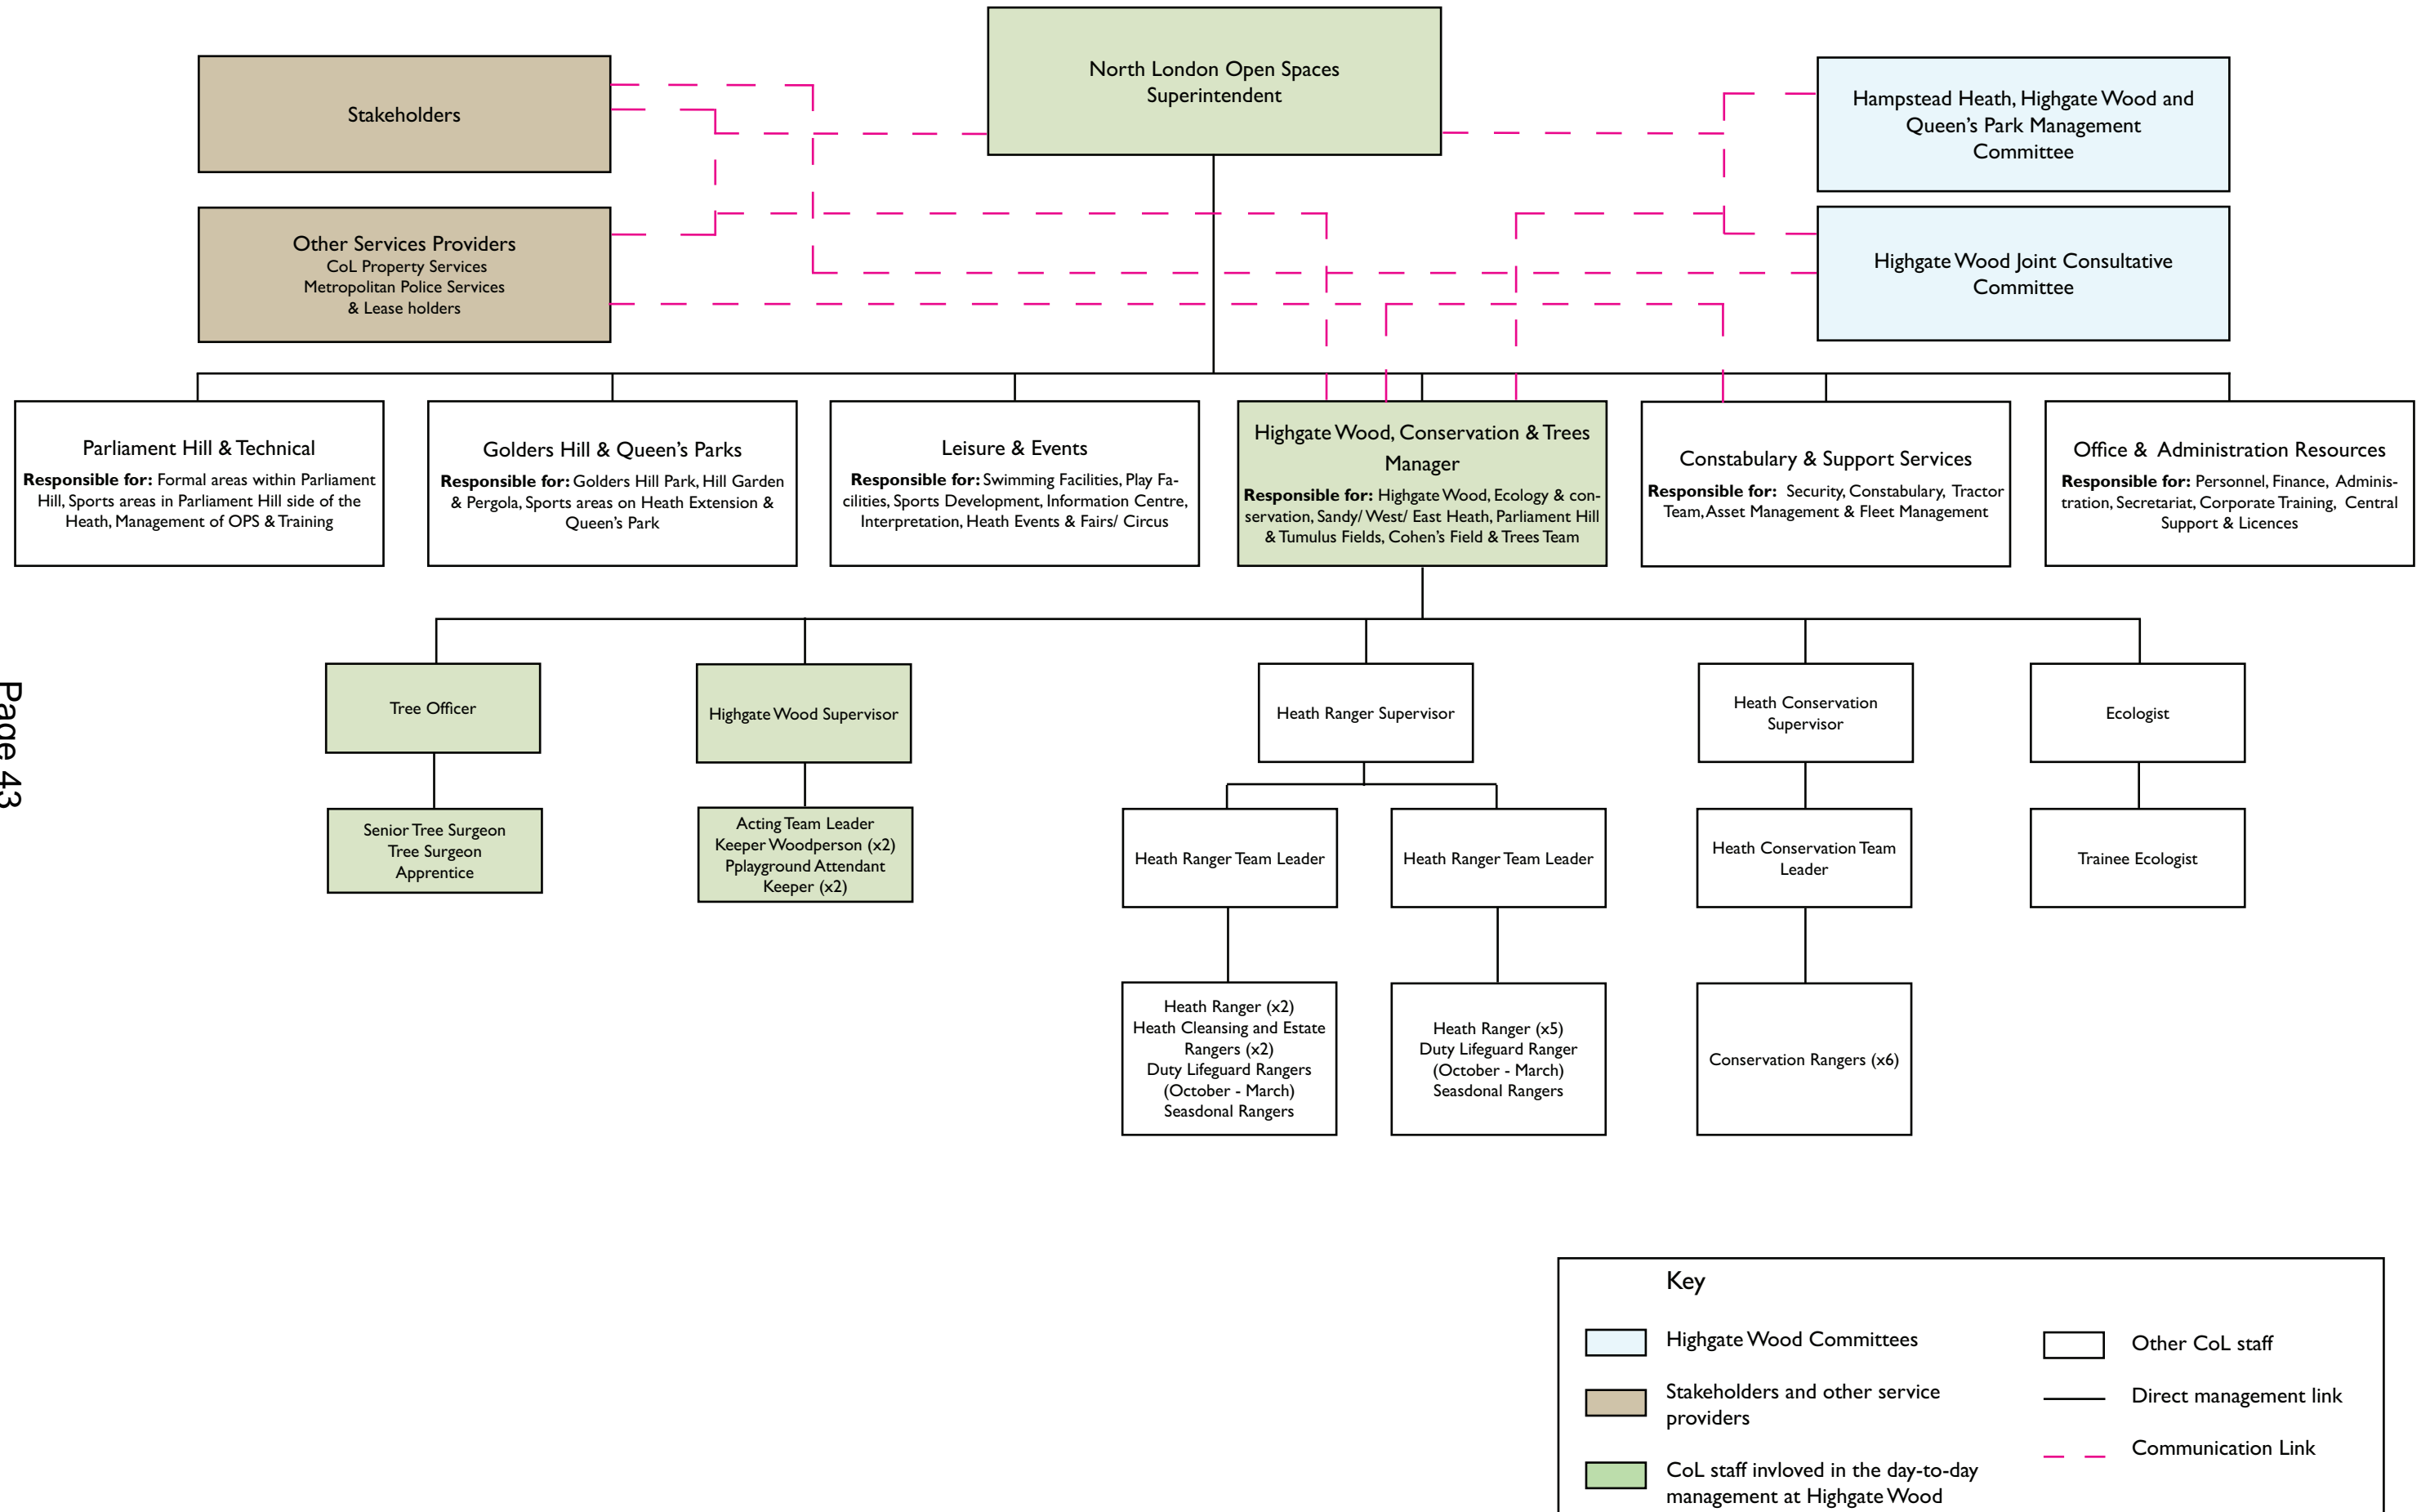 North London Open Spaces
Superintendent
Stakeholders
Hampstead Heath, Highgate Wood and
Queen's Park Management
Committee
Other Services Providers
CoL Property Services
Metropolitan Police Services
& Lease holders
Highgate Wood Joint Consultative
Committee
Parliament Hill & Technical
Responsible for: Formal areas within Parliament
Hill, Sports areas in Parliament Hill side of the
Heath, Management of OPS & Training
Golders Hill & Queen's Parks
Responsible for: Golders Hill Park, Hill Garden
& Pergola, Sports areas on Heath Extension &
Queen's Park
Leisure & Events
Responsible for: Swimming Facilities, Play Fa-
cilities, Sports Development, Information Centre,
Interpretation, Heath Events & Fairs/ Circus
Highgate Wood, Conservation & Trees
Manager
Responsible for: Highgate Wood, Ecology & con-
servation, Sandy/ West/ East Heath, Parliament Hill
& Tumulus Fields, Cohen's Field & Trees Team
Constabulary & Support Services
Responsible for: Security, Constabulary, Tractor
Team, Asset Management & Fleet Management
Office & Administration Resources
Responsible for: Personnel, Finance, Adminis-
tration, Secretariat, Corporate Training, Central
Support & Licences
Tree Officer
Highgate Wood Supervisor
Heath Ranger Supervisor
Heath Conservation
Supervisor
Ecologist
Senior Tree Surgeon
Tree Surgeon
Apprentice
Acting Team Leader
Keeper Woodperson (x2)
Pplayground Attendant
Keeper (x2)
Heath Ranger Team Leader
Heath Ranger Team Leader
Heath Conservation Team
Leader
Trainee Ecologist
Heath Ranger (x2)
Heath Cleansing and Estate
Rangers (x2)
Duty Lifeguard Rangers
(October - March)
Seasdonal Rangers
Heath Ranger (x5)
Duty Lifeguard Ranger
(October - March)
Seasdonal Rangers
Conservation Rangers (x6)
Page 43
Key
Highgate Wood Committees
Stakeholders and other service
providers
CoL staff invloved in the day-to-day
management at Highgate Wood
Other CoL staff
Direct management link
Communication Link